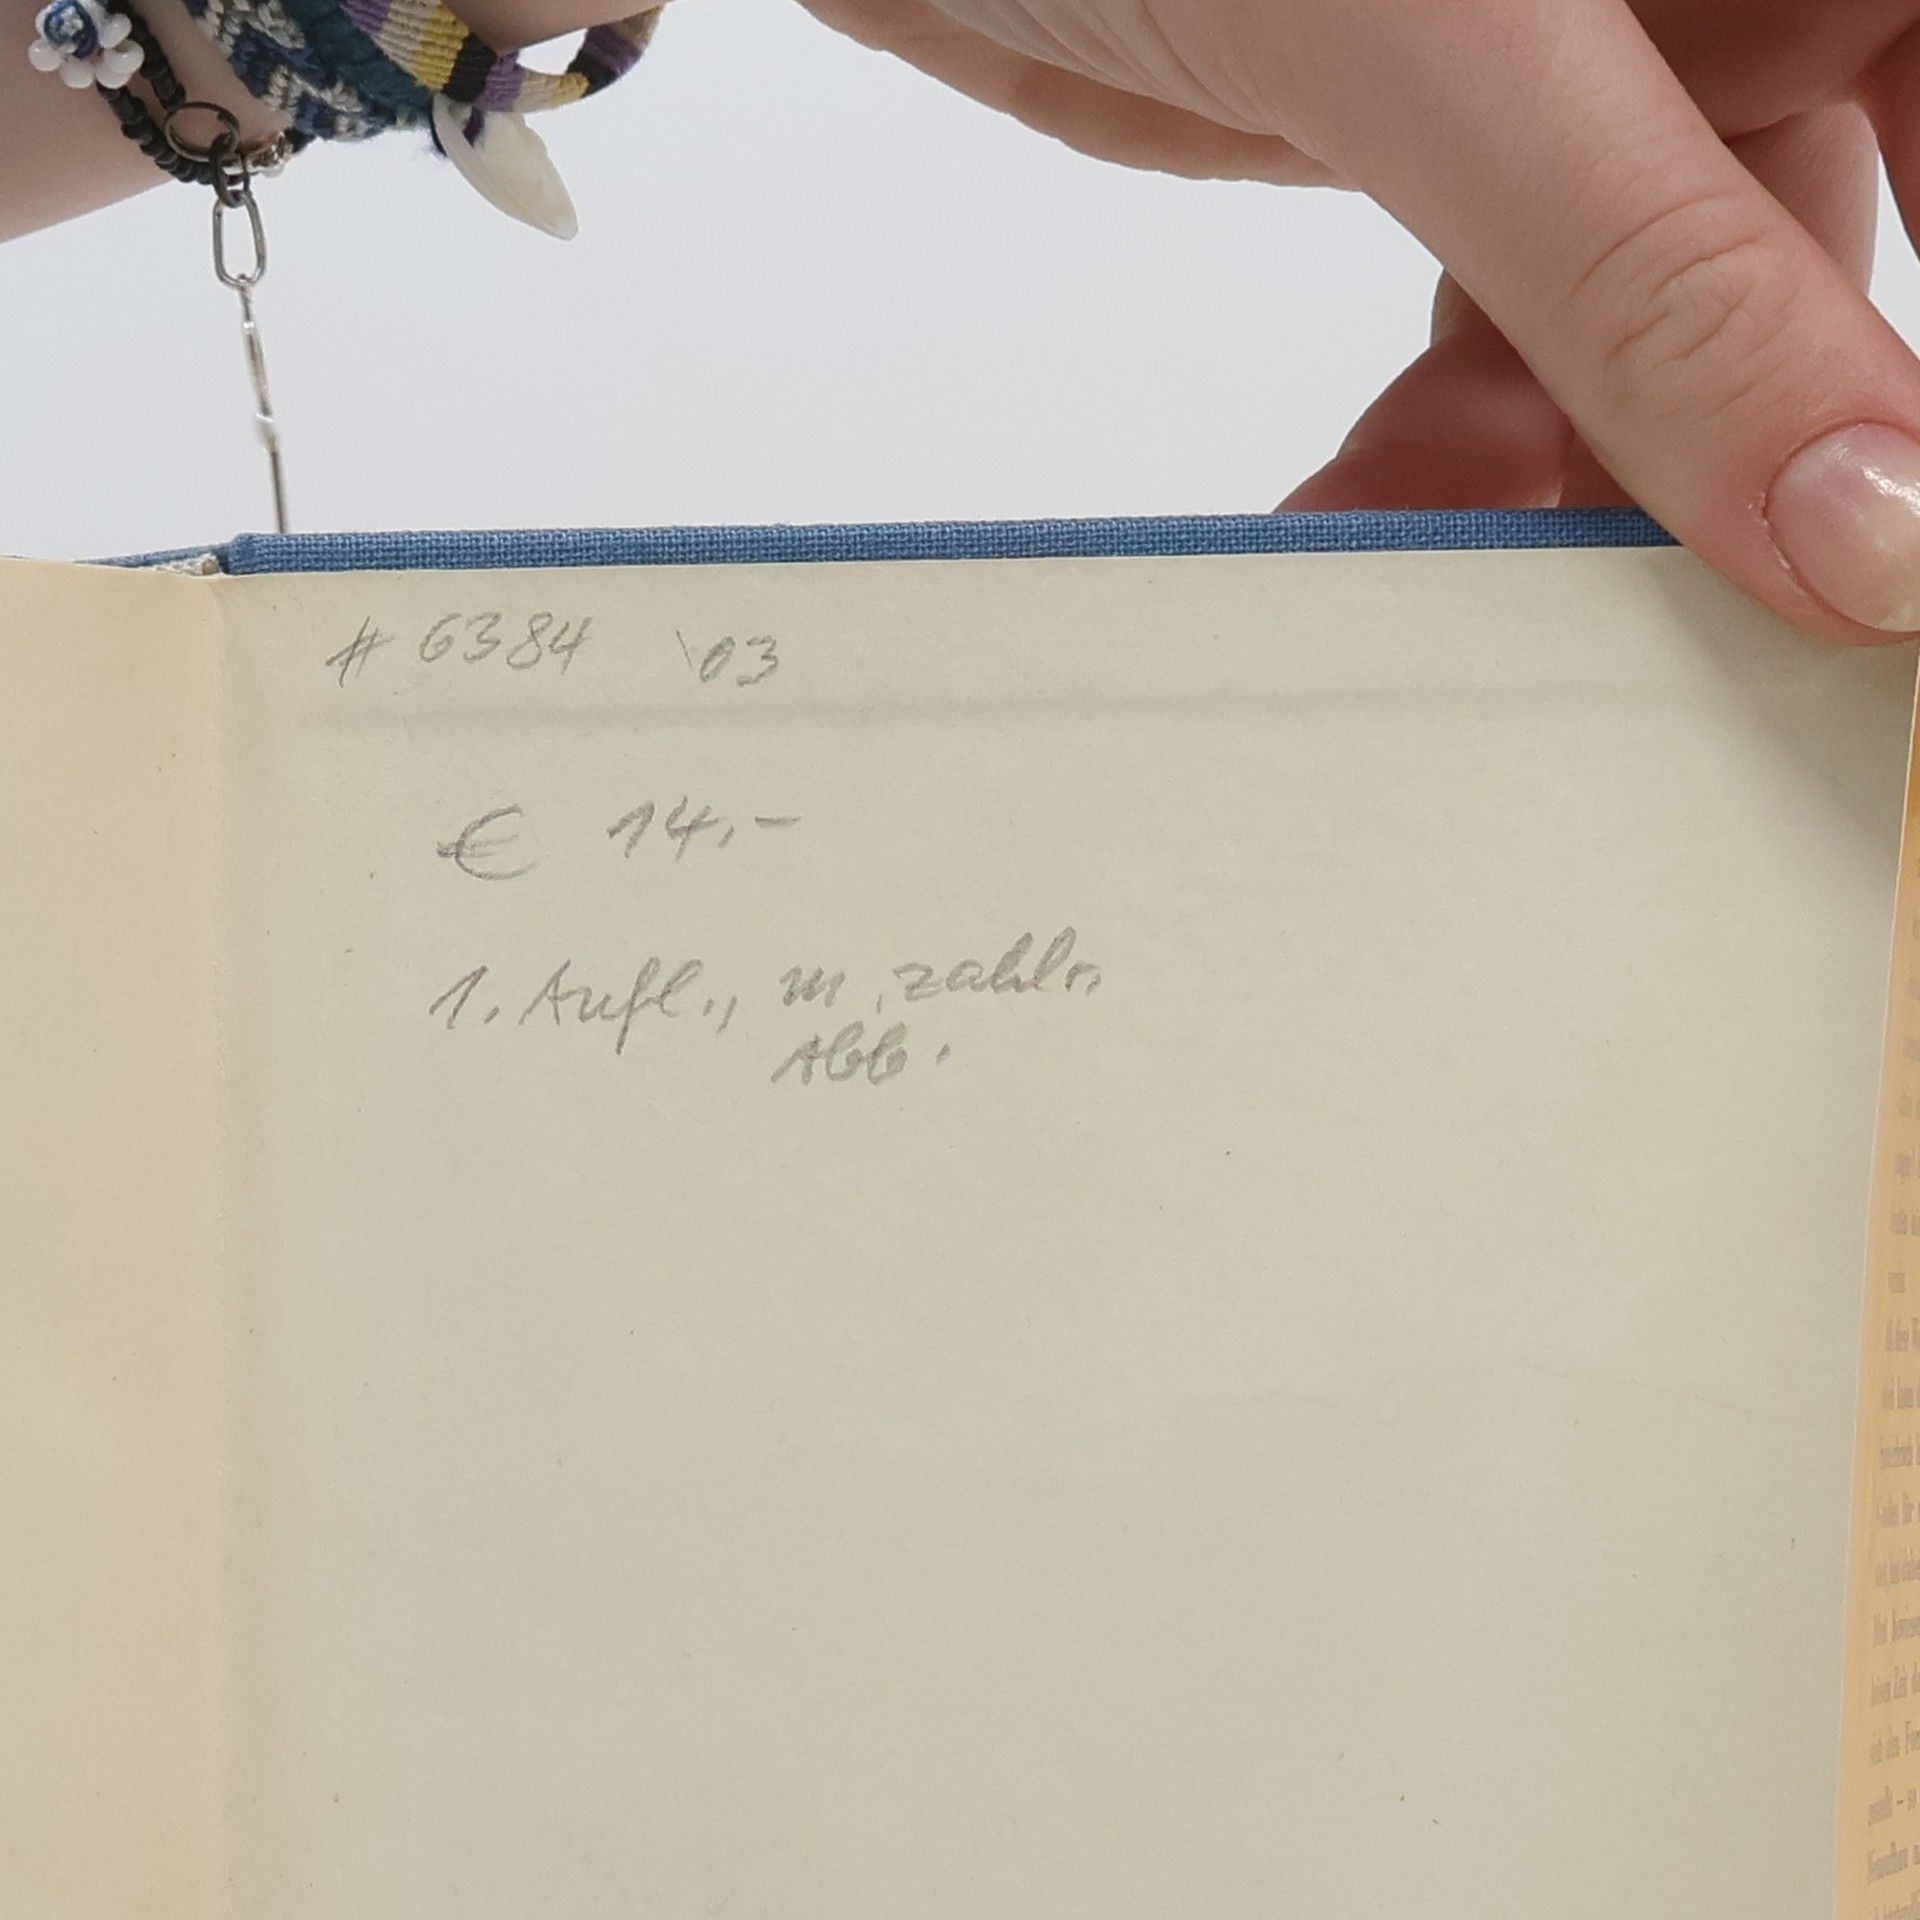 # 6384 \03
€ 14,-
1. Aufl., m. zahlr.
Abb.